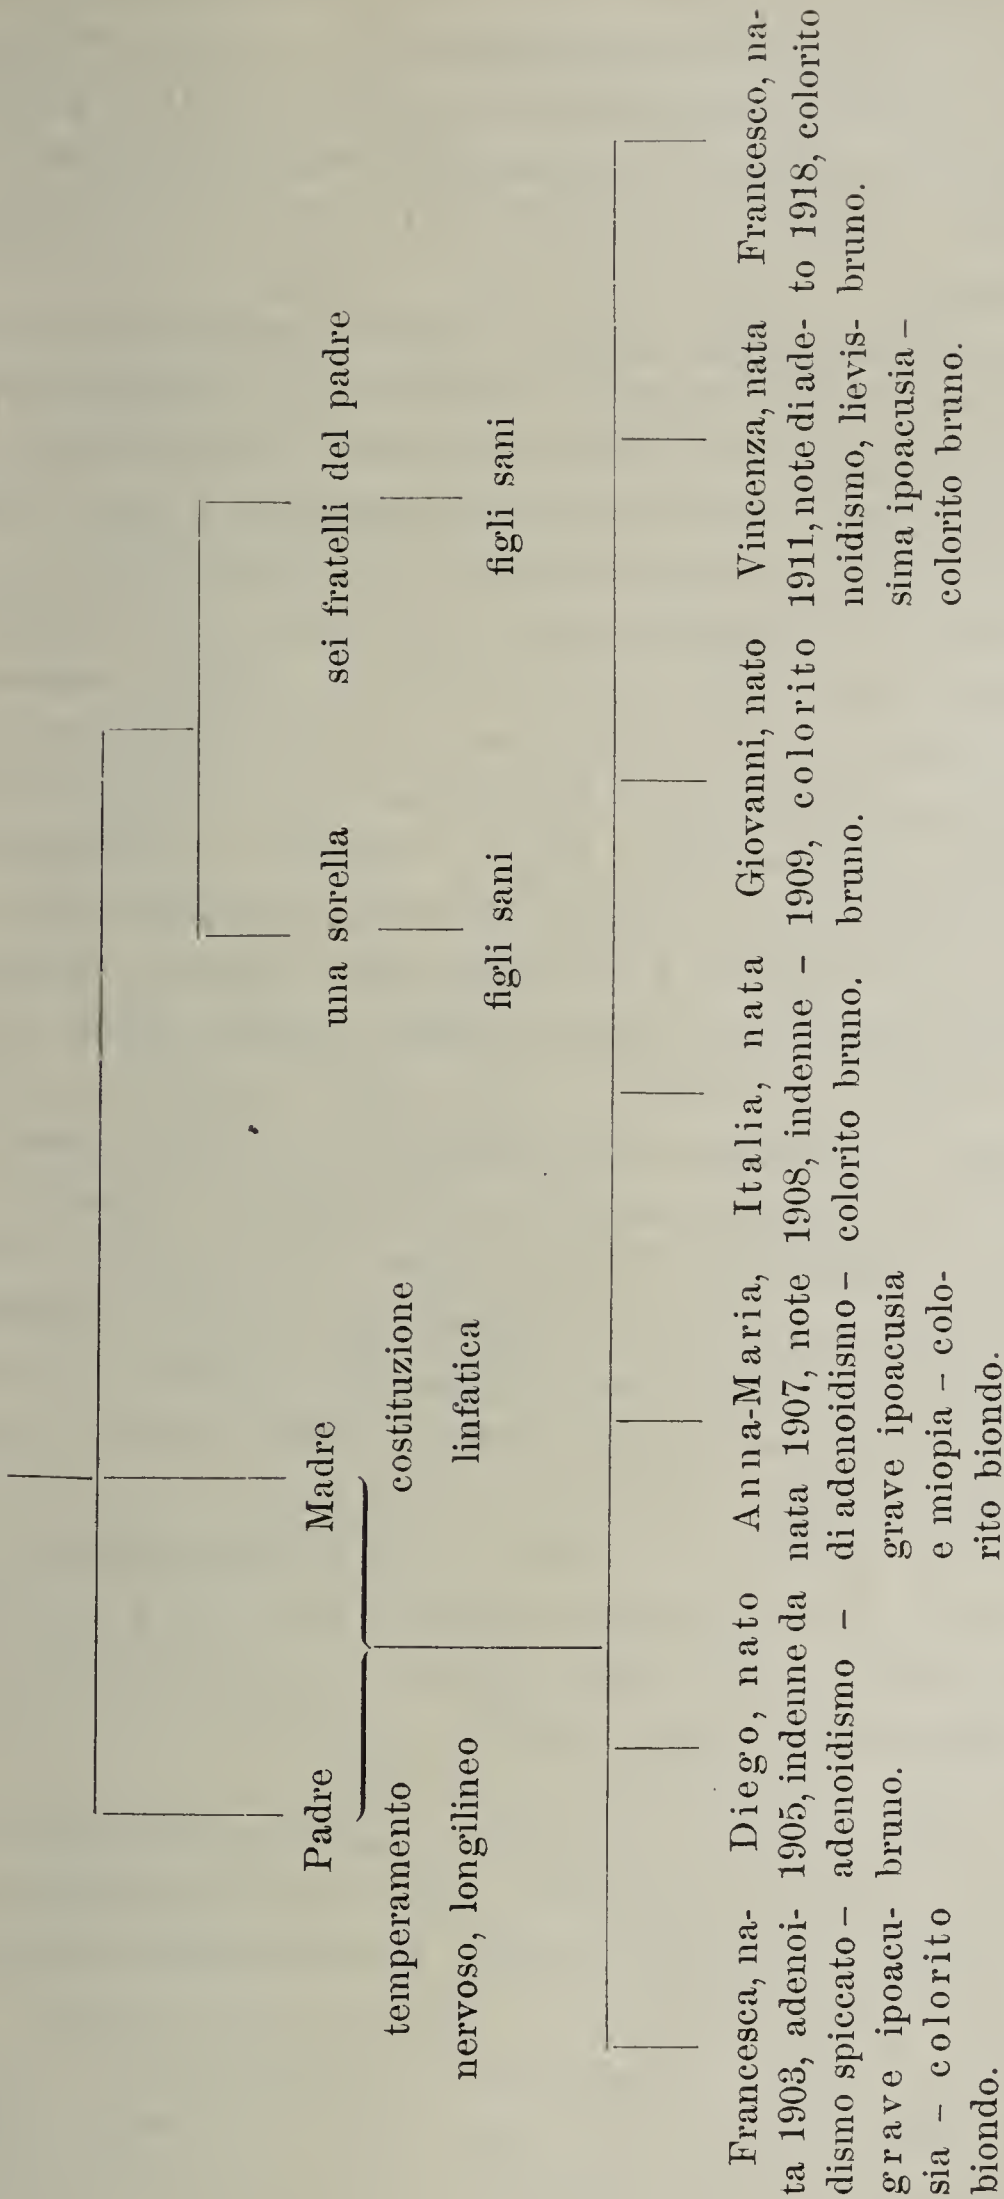 Padre
Madre
una sorella
sei fratelli del padre
temperamento
nervoso, longilineo
costituzione
linfatica
figli sani
figli sani
Francesca, na-
ta 1903, adenoi-
dismo spiccato –
grave ipoacu-
sia – colorito
biondo.
Diego, nato
1905, indenne da
adenoidismo –
bruno.
Anna-Maria,
nata 1907, note
di adenoidismo –
grave ipoacusia
e miopia – colo-
rito biondo.
Italia, nata
1908, indenne –
colorito bruno.
Giovanni, nato
1909, colorito
bruno.
Vincenza, nata
1911, note di ade-
noidismo, lievis-
sima ipoacusia –
colorito bruno.
Francesco, na-
to 1918, colorito
bruno.